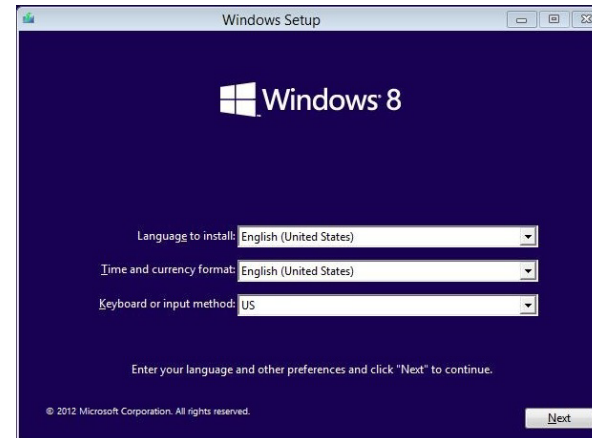 Windows Setup
Windows 8
Language to install: English (United States)
Time and currency format: English (United States)
Keyboard or input method: US
Enter your language and other preferences and click "Next" to continue.
© 2012 Microsoft Corporation. All rights reserved.
Next